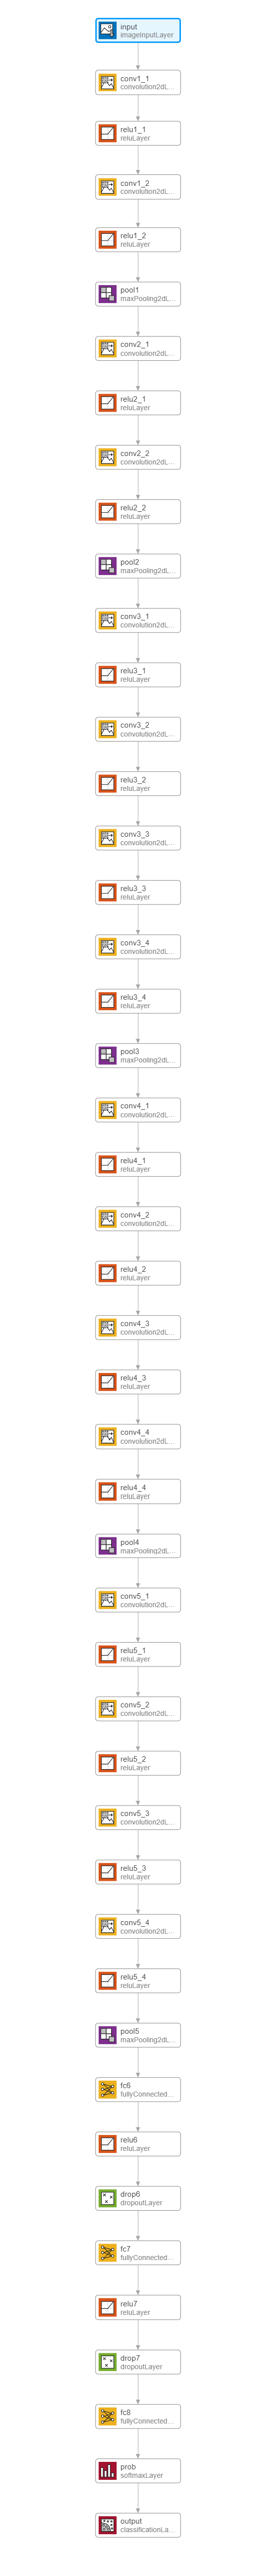 input
imageInputLayer
conv1_1
convolution2dL...
relu1_1
reluLayer
conv1_2
convolution2dL...
relu1_2
reluLayer
pool1
maxPooling2dL...
conv2_1
convolution2dL...
relu2_1
reluLayer
conv2_2
convolution2dL...
relu2_2
reluLayer
pool2
maxPooling2dL...
conv3_1
convolution2dL...
relu3_1
reluLayer
conv3_2
convolution2dL...
relu3_2
reluLayer
conv3_3
convolution2dL...
relu3_3
reluLayer
conv3_4
convolution2dL...
relu3_4
reluLayer
pool3
maxPooling2dL...
conv4_1
convolution2dL...
relu4_1
reluLayer
conv4_2
convolution2dL...
relu4_2
reluLayer
conv4_3
convolution2dL...
relu4_3
reluLayer
conv4_4
convolution2dL...
relu4_4
reluLayer
pool4
maxPooling2dL...
conv5_1
convolution2dL...
relu5_1
reluLayer
conv5_2
convolution2dL...
relu5_2
reluLayer
conv5_3
convolution2dL...
relu5_3
reluLayer
conv5_4
convolution2dL...
relu5_4
reluLayer
pool5
maxPooling2dL...
fc6
fullyConnected...
relu6
reluLayer
drop6
dropoutLayer
fc7
fullyConnected...
relu7
reluLayer
drop7
dropoutLayer
fc8
fullyConnected...
prob
softmaxLayer
output
classificationLa...